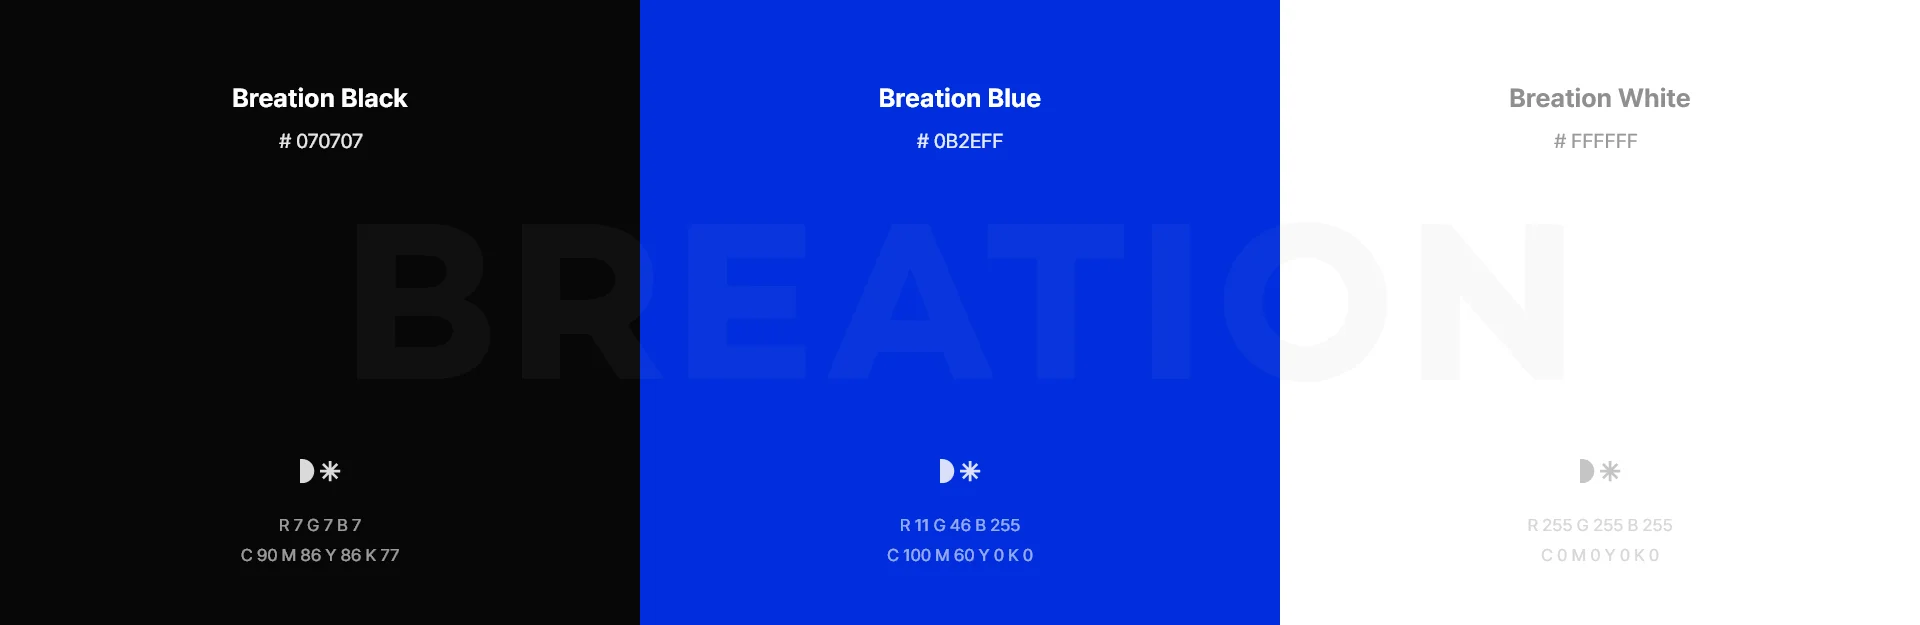 Breation Black
# 070707
Breation Blue
# 0B2EFF
Breation White
# FFFFFF
BREATION
R 7 G 7 B 7
C 90 M 86 Y 86 K 77
R 11 G 46 B 255
C 100 M 60 Y 0 K 0
R 255 G 255 B 255
C 0 M 0 Y 0 K 0